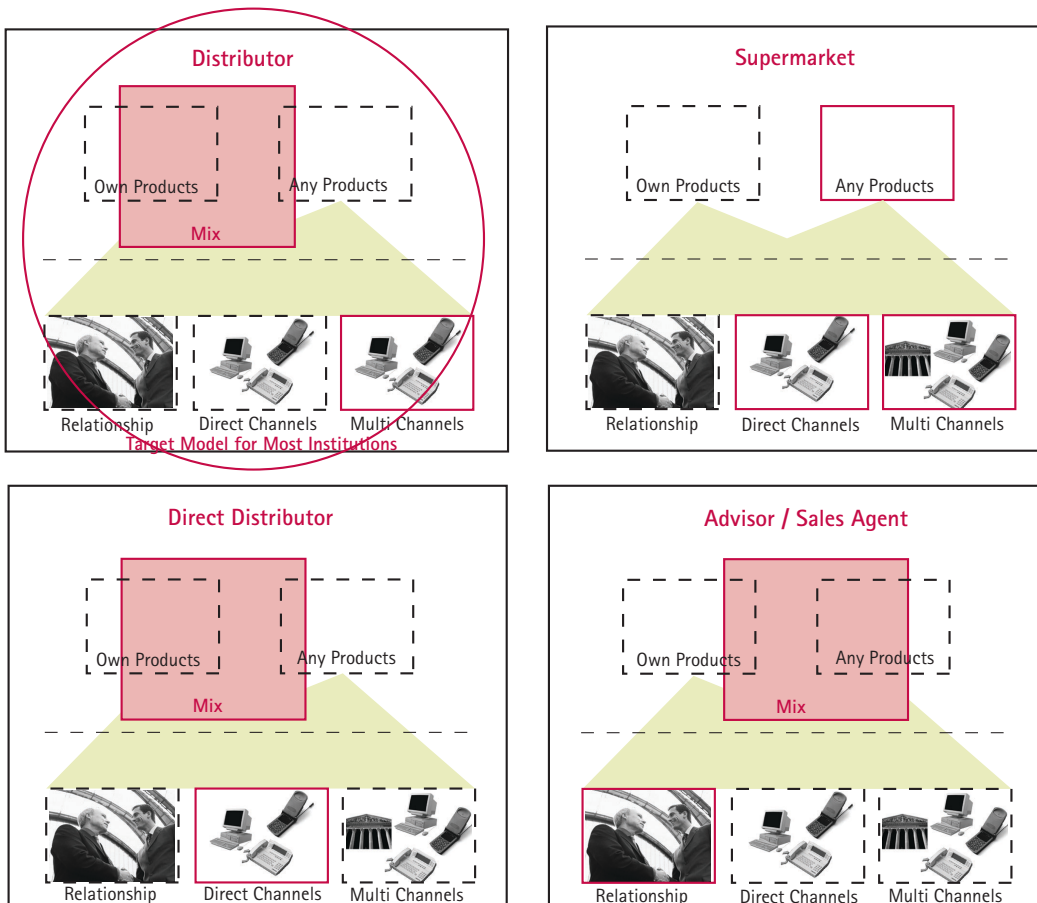 Distributor
Own Products
Any Products
Mix
Relationship
Direct Channels
Multi Channels
Target Model for Most Institutions
Supermarket
Own Products
Any Products
Relationship
Direct Channels
Multi Channels
Direct Distributor
Own Products
Any Products
Mix
Relationship
Direct Channels
Multi Channels
Advisor / Sales Agent
Own Products
Any Products
Mix
Relationship
Direct Channels
Multi Channels